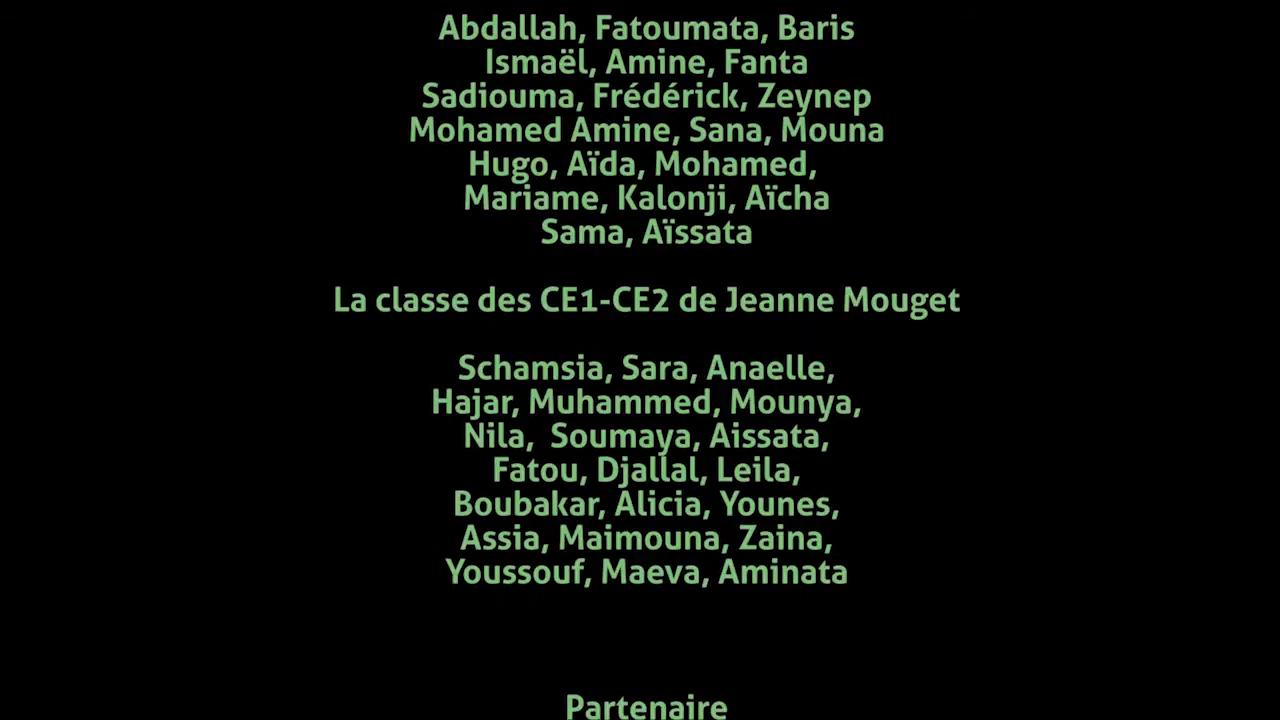 Abdallah, Fatoumata, Baris
Ismaël, Amine, Fanta
Sadiouma, Frédérick, Zeynep
Mohamed Amine, Sana, Mouna
Hugo, Aïda, Mohamed,
Mariame, Kalonji, Aïcha
Sama, Aïssata
La classe des CE1-CE2 de Jeanne Mouget
Schamsia, Sara, Anaelle,
Hajar, Muhammed, Mounya,
Nila,  Soumaya, Aissata,
Fatou, Djallal, Leila,
Boubakar, Alicia, Younes,
Assia, Maimouna, Zaina,
Youssouf, Maeva, Aminata
Partenaire